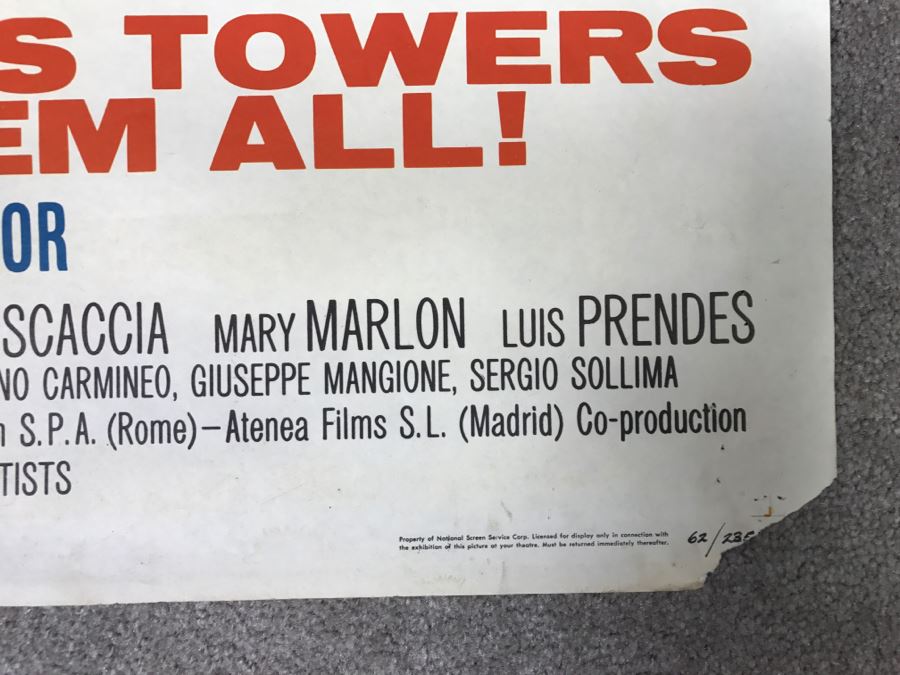 S TOWERS
EM ALL!
OR
SCACCIA MARY MARLON LUIS PRENDES
NO CARMINEO, GIUSEPPE MANGIONE, SERGIO SOLLIMA
S.P.A. (Rome)—Atenea Films S.L. (Madrid) Co-production
TISTS
Property of National Screen Service Corp. Licensed for display only in connection with
the exhibition of this picture at your theatre. Must be returned immediately thereafter.
62/235